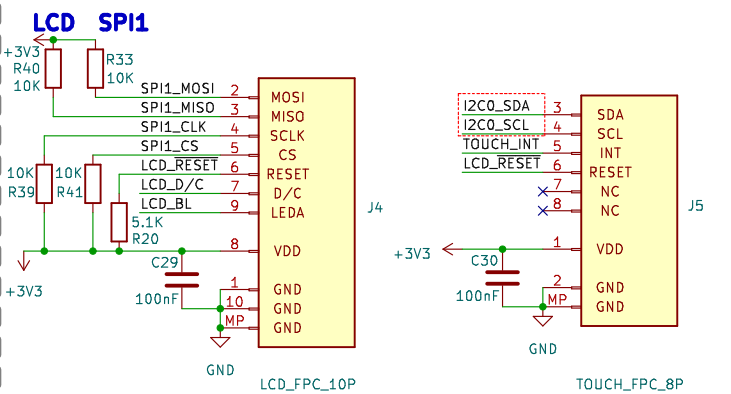 LCD SPI1
+3V3
R40
10K
R33
10K
SPI1_MOSI 2 MOSI
SPI1_MISO 3 MISO
SPI1_CLK 4 SCLK
SPI1_CS 5 CS
LCD_RESET 6 RESET
LCD_D/C 7 D/C
LCD_BL 9 LEDA
10K
R39
10K
R41
5.1K
R20
8 VDD
+3V3
C29
100nF
1 GND
10 GND
MP GND
GND
J4
LCD_FPC_10P
I2C0_SDA 3 SDA
I2C0_SCL 4 SCL
TOUCH_INT 5 INT
LCD_RESET 6 RESET
7 NC
8 NC
J5
+3V3
1 VDD
C30
100nF
2 GND
MP GND
GND
TOUCH_FPC_8P